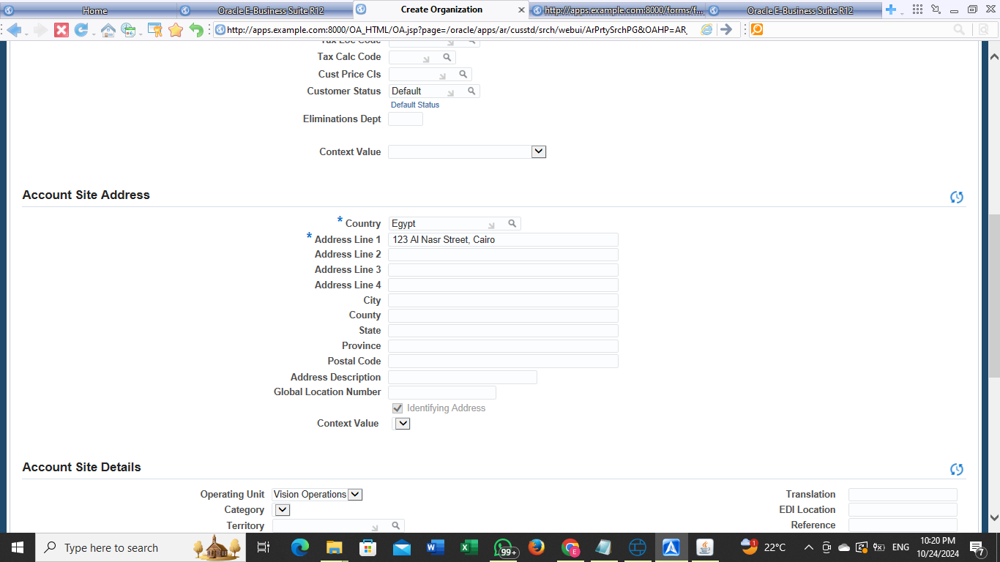 Home
Oracle E-Business Suite R12
Create Organization
http://apps.example.com:8000/forms/f...
Oracle E-Business Suite R12
http://apps.example.com:8000/OA_HTML/OA.jsp?page=/oracle/apps/ar/cusstd/srch/webui/ArPrtySrchPG&OAHP=AR_
Tax Loc Code
Tax Calc Code
Cust Price Cls
Customer Status Default
Default Status
Eliminations Dept
Context Value
Account Site Address
* Country Egypt
* Address Line 1 123 Al Nasr Street, Cairo
Address Line 2
Address Line 3
Address Line 4
City
County
State
Province
Postal Code
Address Description
Global Location Number
Identifying Address
Context Value
Account Site Details
Operating Unit Vision Operations Translation
Category EDI Location
Territory Reference
Type here to search
99+
E
1
22°C
ENG
10:20 PM
10/24/2024
7